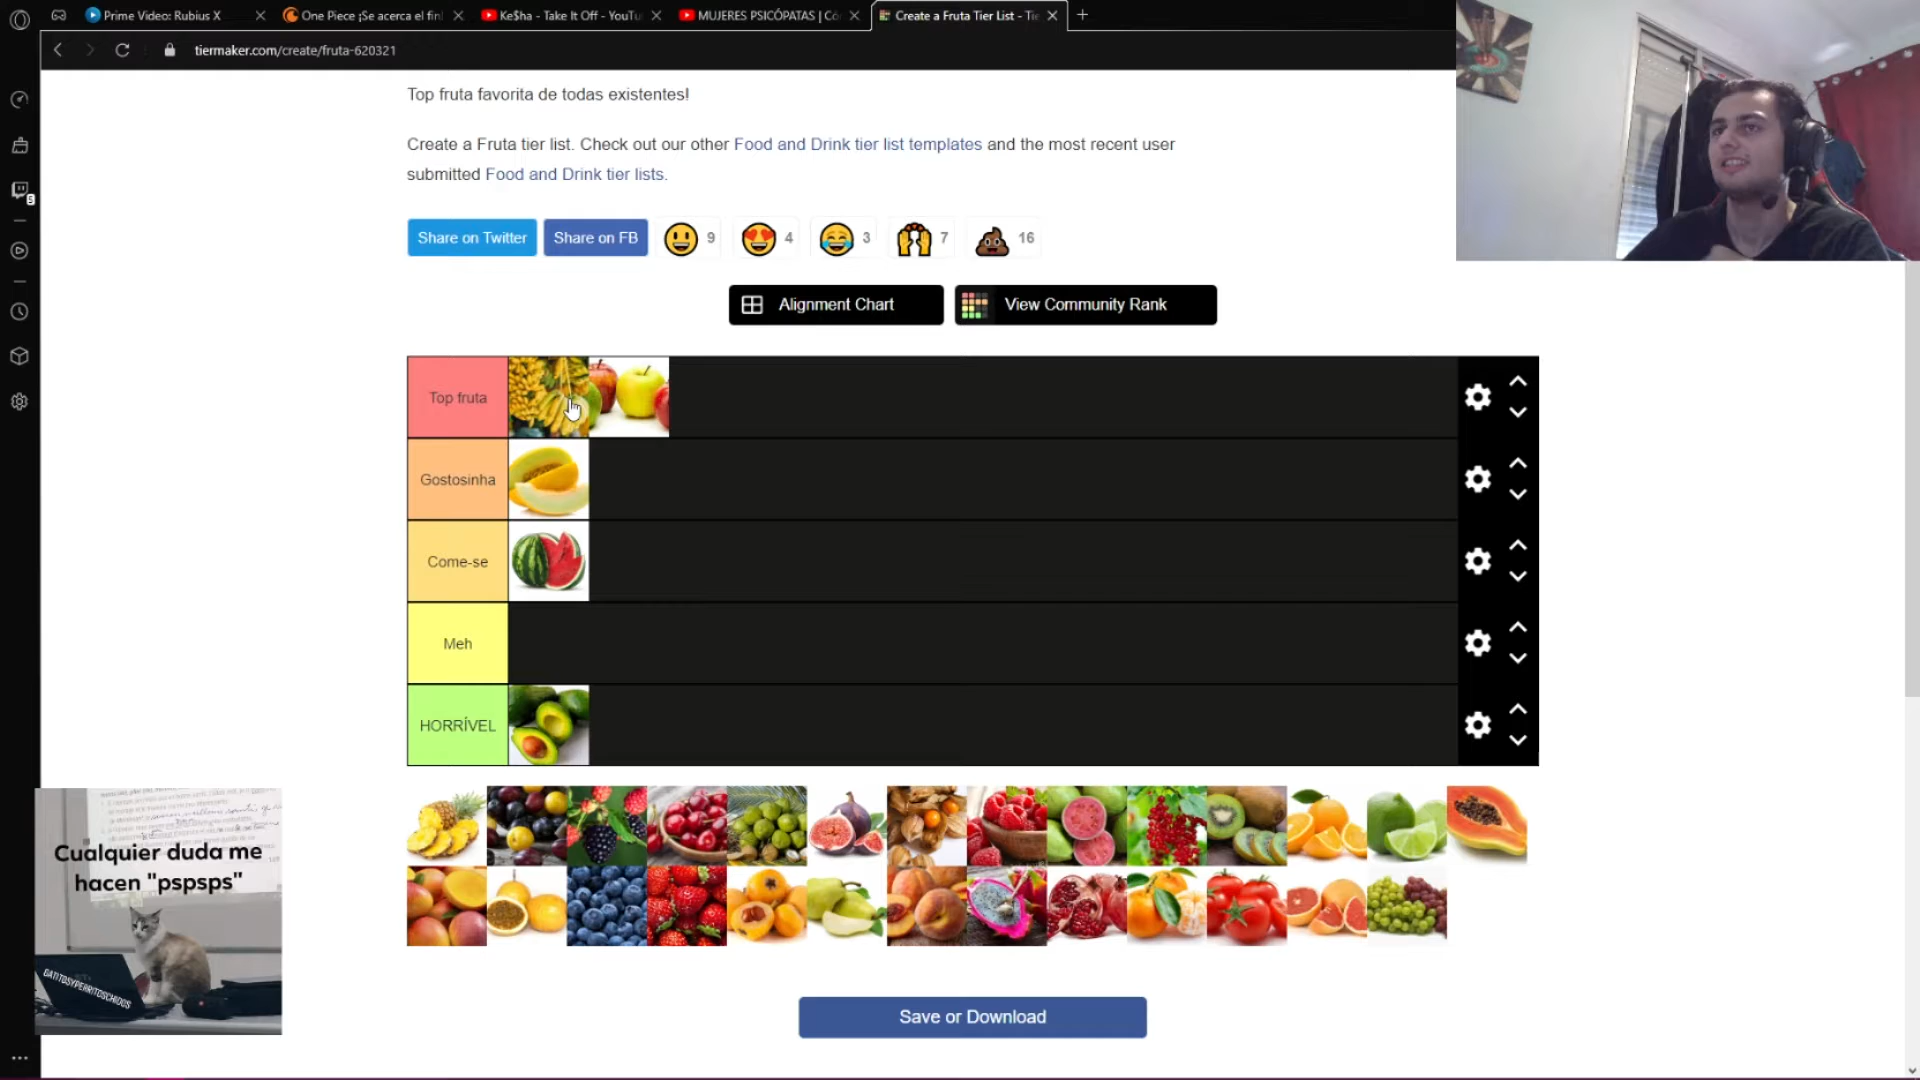 Prime Video: Rubius X
One Piece ¡Se acerca el fin
Ke$ha - Take It Off - YouTu
MUJERES PSICÓPATAS | Có
Create a Fruta Tier List - Tie
tiermaker.com/create/fruta-620321
Top fruta favorita de todas existentes!
Create a Fruta tier list. Check out our other Food and Drink tier list templates and the most recent user
submitted Food and Drink tier lists.
Share on Twitter
Share on FB
9
4
3
7
16
Alignment Chart
View Community Rank
Top fruta
Gostosinha
Come-se
Meh
HORRÍVEL
Cualquier duda me
hacen "pspsps"
GATITOSYPERRITOSCHIDOS
Save or Download
5